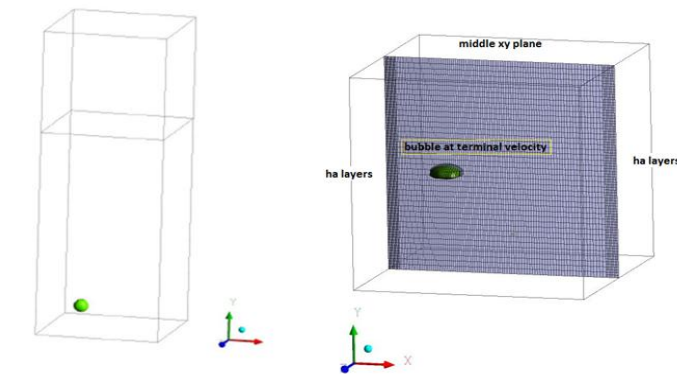 middle xy plane
bubble at terminal velocity
ha layers
ha layers
Y
Y
X